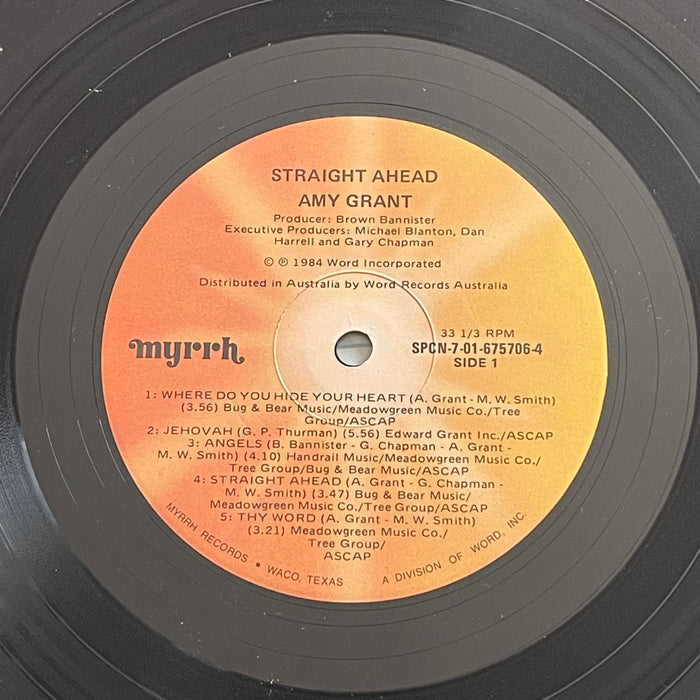 STRAIGHT AHEAD
AMY GRANT
Producer: Brown Bannister
Executive Producers: Michael Blanton, Dan
Harrell and Gary Chapman
© ℗ 1984 Word Incorporated
Distributed in Australia by Word Records Australia
myrrh
33 1/3 RPM
SPCN-7-01-675706-4
SIDE 1
1: WHERE DO YOU HIDE YOUR HEART (A. Grant - M. W. Smith)
(3.56) Bug & Bear Music/Meadowgreen Music Co./Tree
Group/ASCAP
2: JEHOVAH (G. P. Thurman) (5.56) Edward Grant Inc./ASCAP
3: ANGELS (B. Bannister - G. Chapman - A. Grant -
M. W. Smith) (4.10) Handrail Music/Meadowgreen Music Co./
Tree Group/Bug & Bear Music/ASCAP
4: STRAIGHT AHEAD (A. Grant - G. Chapman -
M. W. Smith) (3.47) Bug & Bear Music/
Meadowgreen Music Co./Tree Group/ASCAP
5: THY WORD (A. Grant - M. W. Smith)
(3.21) Meadowgreen Music Co./
Tree Group/
ASCAP
MYRRH RECORDS • WACO, TEXAS A DIVISION OF WORD, INC.